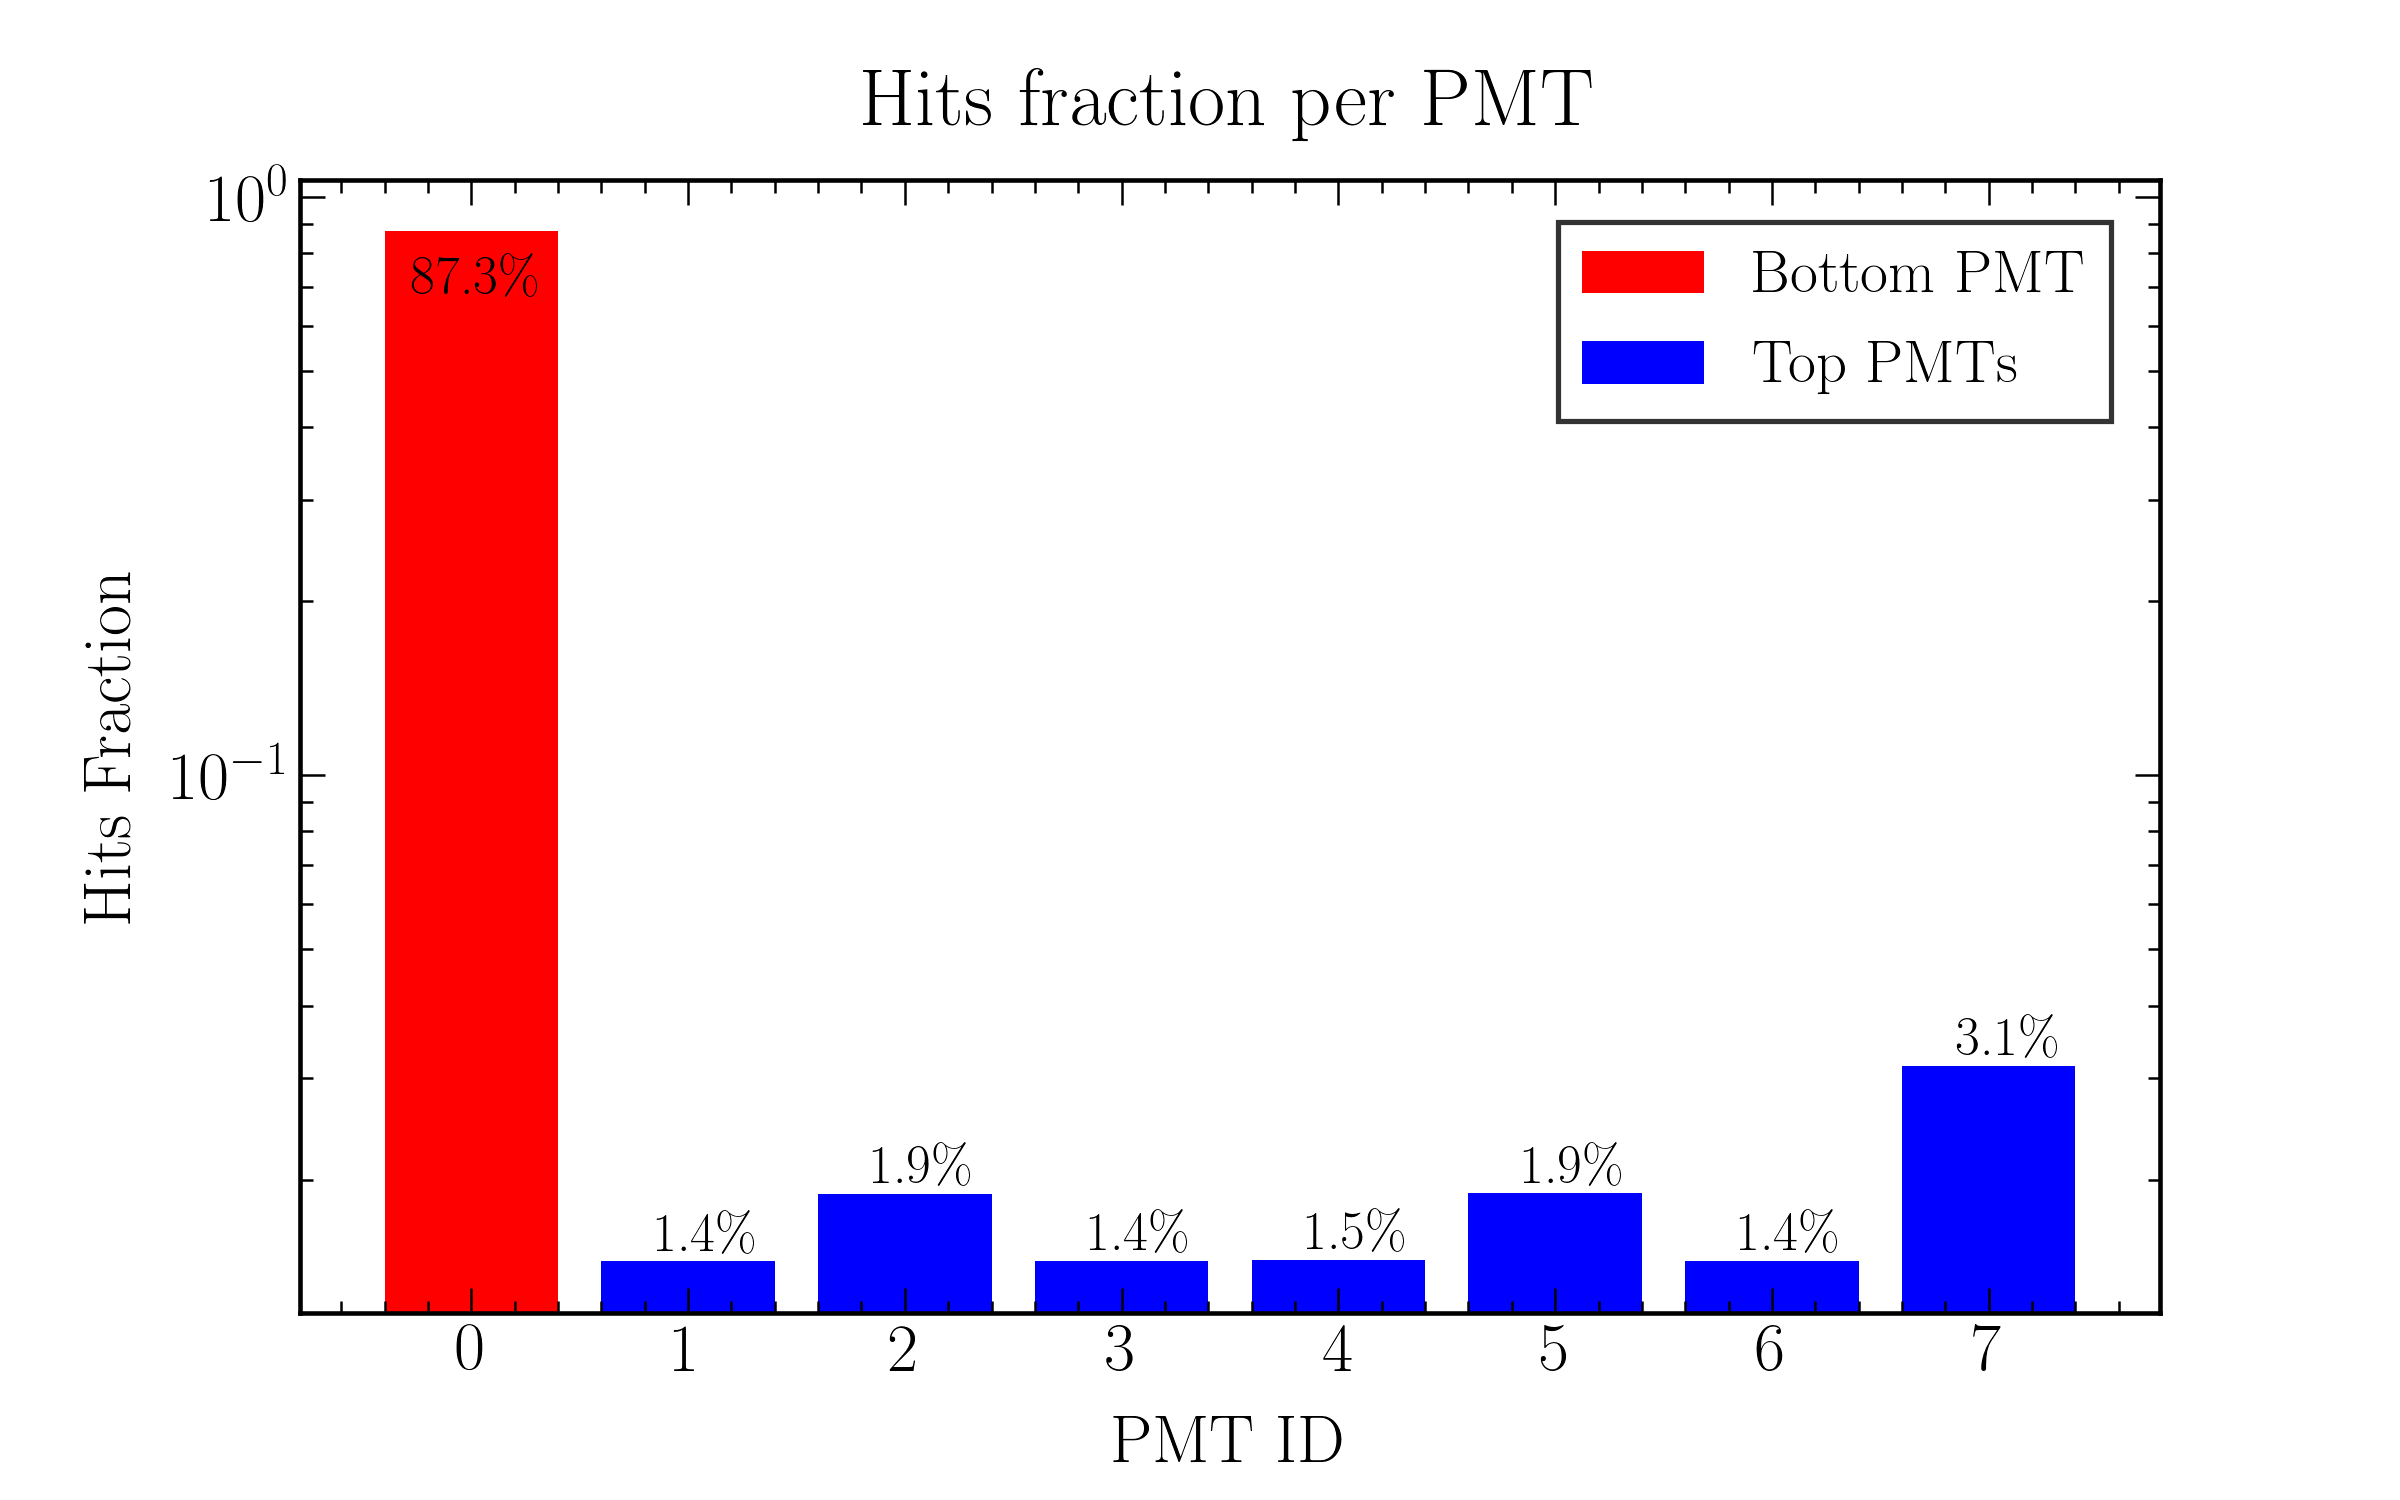 Hits fraction per PMT
10⁰
87.3%
Bottom PMT
Top PMTs
Hits Fraction
10⁻¹
3.1%
1.9%
1.9%
1.4%
1.4%
1.5%
1.4%
0 1 2 3 4 5 6 7
PMT ID